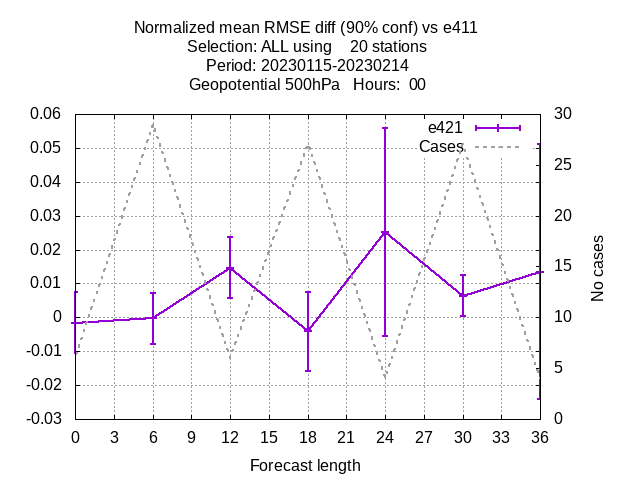 Normalized mean RMSE diff (90% conf) vs e411
Selection: ALL using    20 stations
Period: 20230115-20230214
Geopotential 500hPa   Hours:  00
0.06
0.05
0.04
0.03
0.02
0.01
0
-0.01
-0.02
-0.03
30
25
20
15
10
5
0
e421
Cases
No cases
0 3 6 9 12 15 18 21 24 27 30 33 36
Forecast length